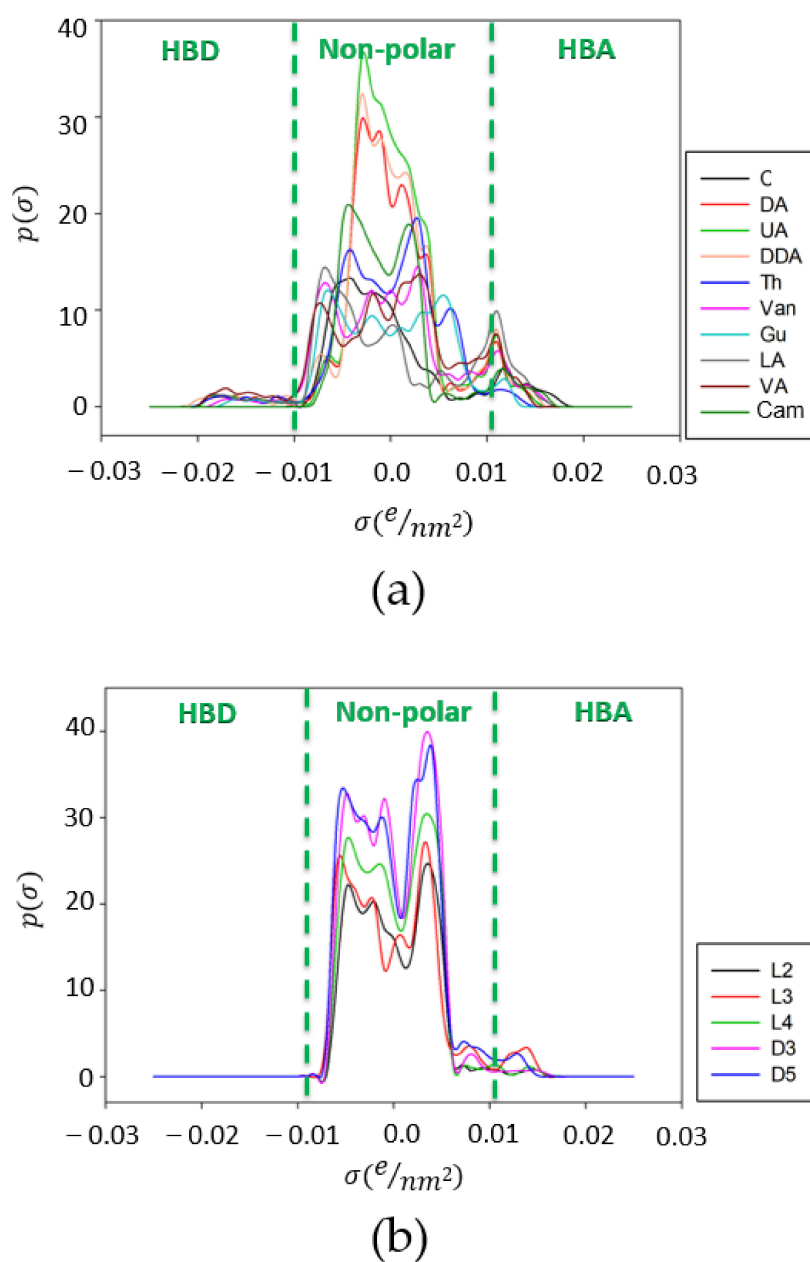 40
30
20
10
0
p(σ)
HBD Non-polar HBA
−0.03 −0.02 −0.01 0.0 0.01 0.02 0.03
σ(e/nm²)
C
DA
UA
DDA
Th
Van
Gu
LA
VA
Cam
(a)
40
30
20
10
0
p(σ)
HBD Non-polar HBA
−0.03 −0.02 −0.01 0.0 0.01 0.02 0.03
σ(e/nm²)
L2
L3
L4
D3
D5
(b)